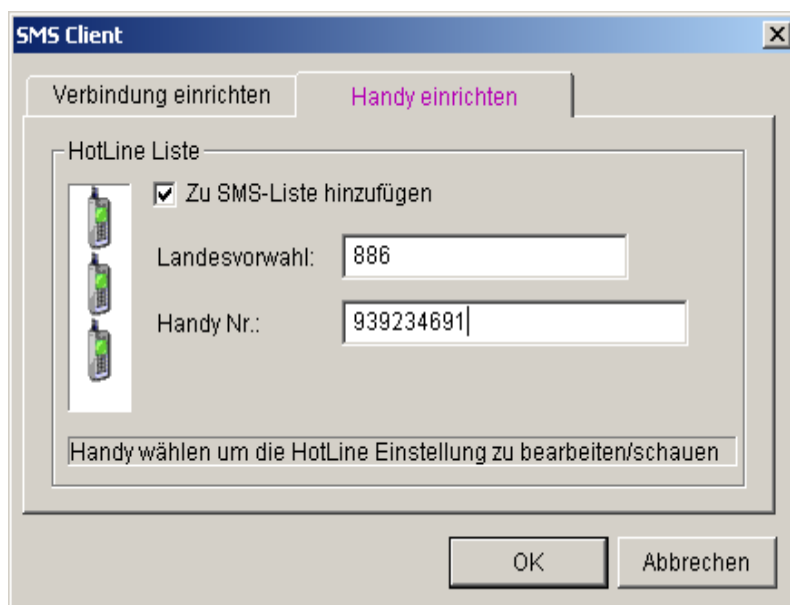 SMS Client
Verbindung einrichten
Handy einrichten
HotLine Liste
Zu SMS-Liste hinzufügen
Landesvorwahl:
886
Handy Nr.:
939234691
Handy wählen um die HotLine Einstellung zu bearbeiten/schauen
OK
Abbrechen